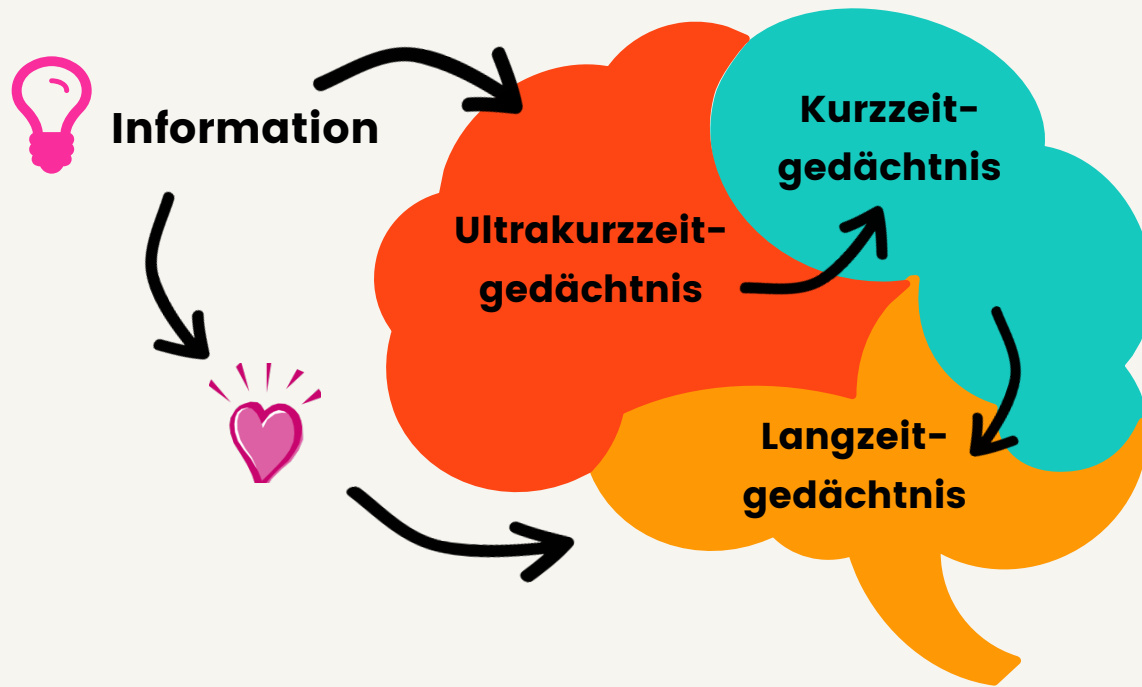 Information
Ultrakurzzeit-
gedächtnis
Kurzzeit-
gedächtnis
Langzeit-
gedächtnis